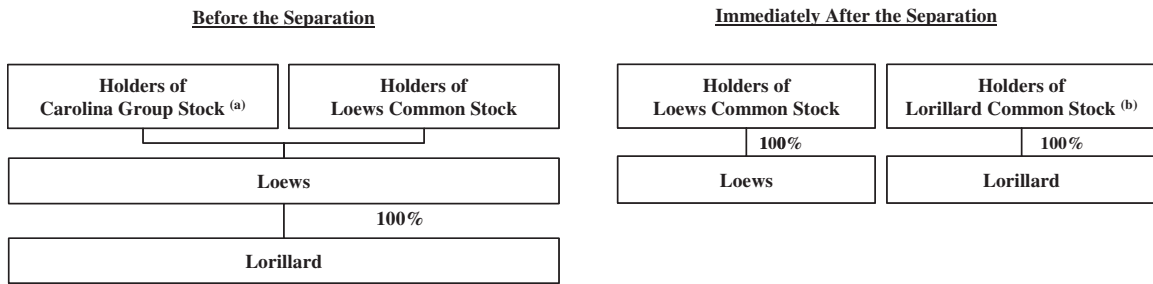 Before the Separation
Holders of
Carolina Group Stock (a)
Holders of
Loews Common Stock
Loews
100%
Lorillard
Immediately After the Separation
Holders of
Loews Common Stock
Holders of
Lorillard Common Stock (b)
100%
100%
Loews
Lorillard